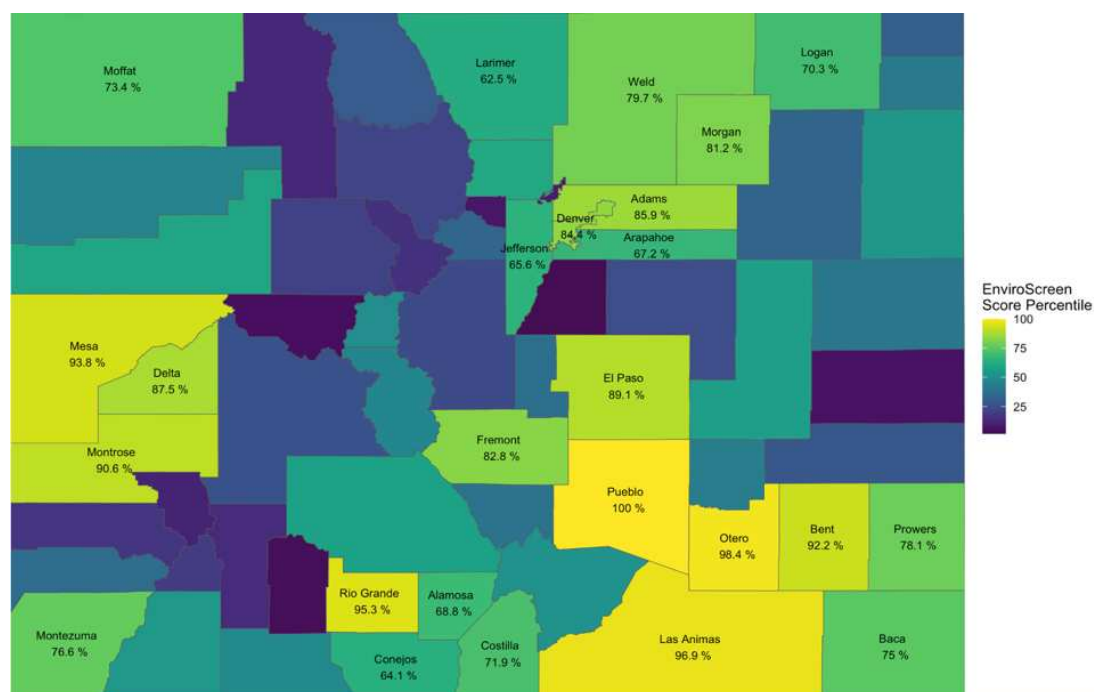 Moffat
73.4 %
Larimer
62.5 %
Weld
79.7 %
Logan
70.3 %
Morgan
81.2 %
Adams
85.9 %
Denver
84.4 %
Jefferson
65.6 %
Arapahoe
67.2 %
Mesa
93.8 %
Delta
87.5 %
Montrose
90.6 %
El Paso
89.1 %
Fremont
82.8 %
Pueblo
100 %
Otero
98.4 %
Bent
92.2 %
Prowers
78.1 %
Rio Grande
95.3 %
Alamosa
68.8 %
Montezuma
76.6 %
Conejos
64.1 %
Costilla
71.9 %
Las Animas
96.9 %
Baca
75 %
EnviroScreen
Score Percentile
100
75
50
25